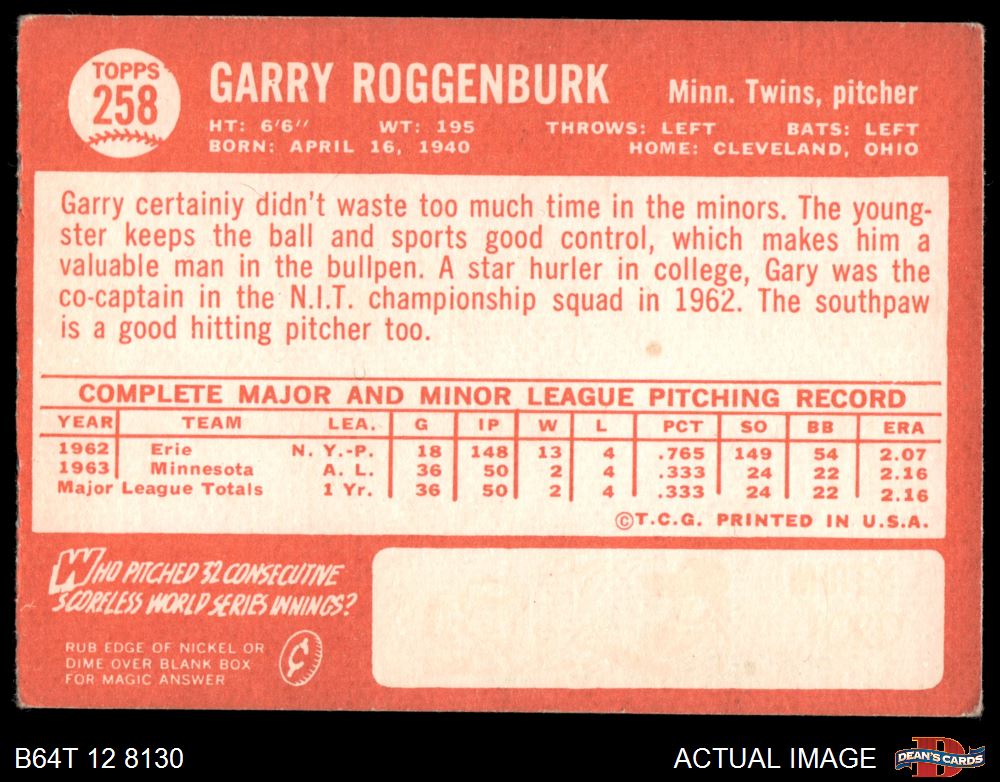 TOPPS
258
GARRY ROGGENBURK
Minn. Twins, pitcher
HT: 6'6" WT: 195 THROWS: LEFT BATS: LEFT
BORN: APRIL 16, 1940 HOME: CLEVELAND, OHIO
Garry certainiy didn't waste too much time in the minors. The young-
ster keeps the ball and sports good control, which makes him a
valuable man in the bullpen. A star hurler in college, Gary was the
co-captain in the N.I.T. championship squad in 1962. The southpaw
is a good hitting pitcher too.
COMPLETE MAJOR AND MINOR LEAGUE PITCHING RECORD
YEAR TEAM LEA. G IP W L PCT SO BB ERA
1962 Erie N. Y.-P. 18 148 13 4 .765 149 54 2.07
1963 Minnesota A. L. 36 50 2 4 .333 24 22 2.16
Major League Totals 1 Yr. 36 50 2 4 .333 24 22 2.16
©T.C.G. PRINTED IN U.S.A.
WHO PITCHED 32 CONSECUTIVE
SCORELESS WORLD SERIES INNINGS?
RUB EDGE OF NICKEL OR
DIME OVER BLANK BOX
FOR MAGIC ANSWER
B64T 12 8130
ACTUAL IMAGE
D
DEAN'S CARDS